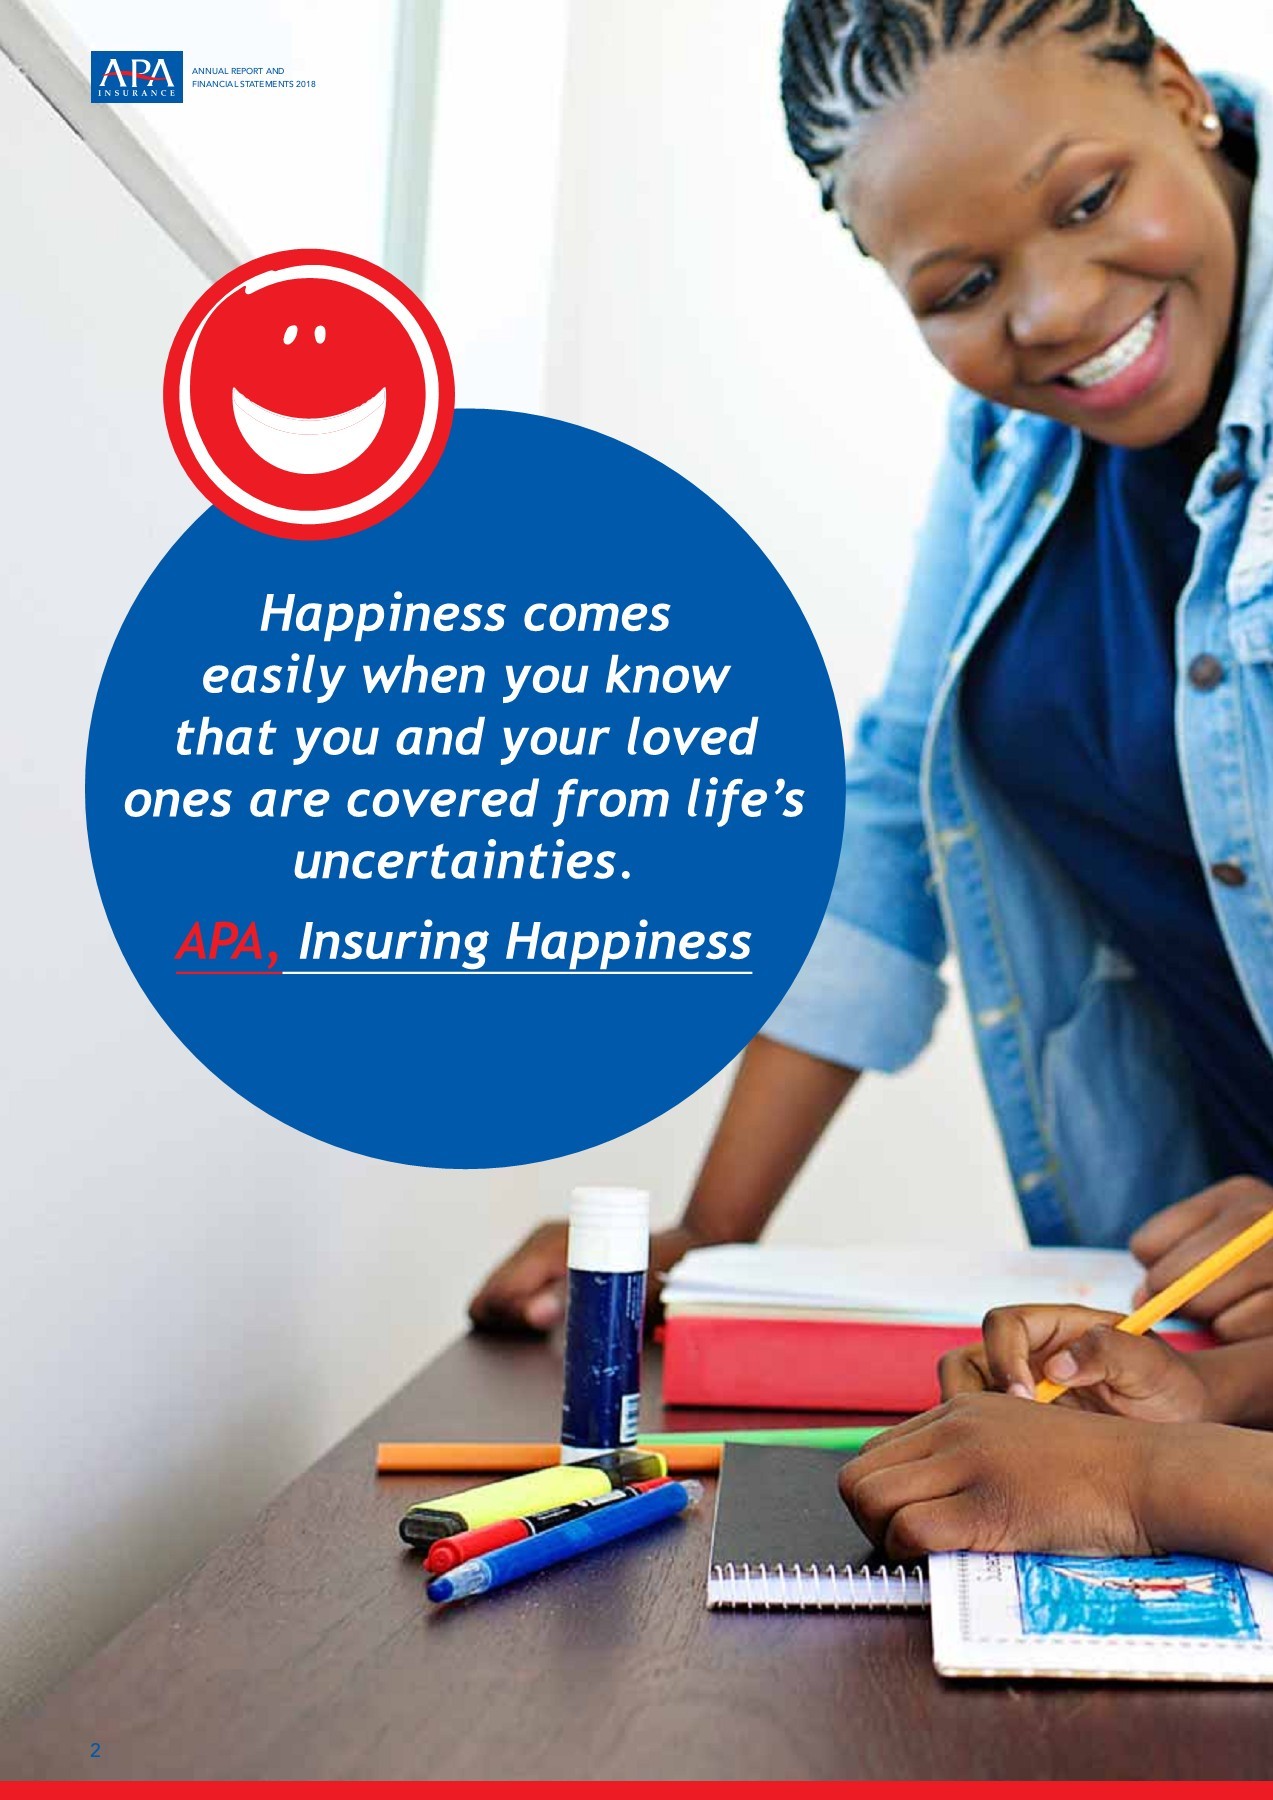 APA
INSURANCE
ANNUAL REPORT AND
FINANCIAL STATEMENTS 2018
Happiness comes
easily when you know
that you and your loved
ones are covered from life’s
uncertainties.
APA, Insuring Happiness
2